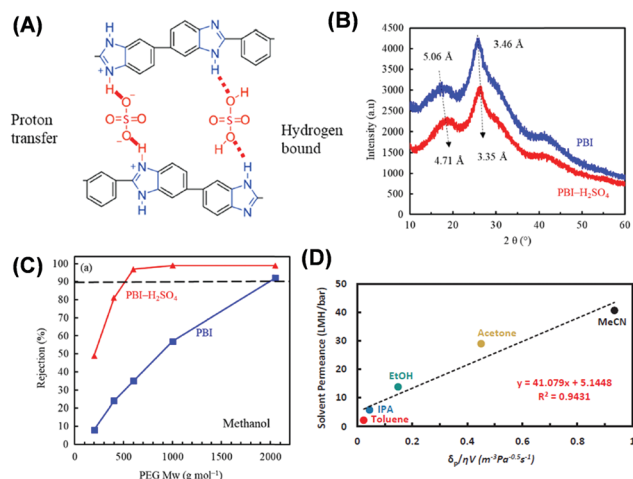 (A)
H
N
N
N
+
H
N
H
Proton
transfer
O
−
O=S=O
O
−
OH
O=S=O
HO
Hydrogen
bound
H
N
+
H
N
N
H
N
(B)
4500
4000
3500
3000
2500
2000
1500
1000
500
0
Intensity (a.u)
5.06 Å
3.46 Å
4.71 Å
3.35 Å
PBI
PBI–H₂SO₄
10 20 30 40 50 60
2 θ (°)
(C)
(a)
100
90
80
70
60
50
40
30
20
10
0
Rejection (%)
PBI–H₂SO₄
PBI
Methanol
0 500 1000 1500 2000
PEG Mw (g mol⁻¹)
(D)
50
40
30
20
10
0
Solvent Permeance (LMH/bar)
MeCN
Acetone
EtOH
IPA
Toluene
y = 41.079x + 5.1448
R² = 0.9431
0 0.2 0.4 0.6 0.8 1
δₚ/ηV (m⁻³Pa⁻⁰·⁵s⁻¹)